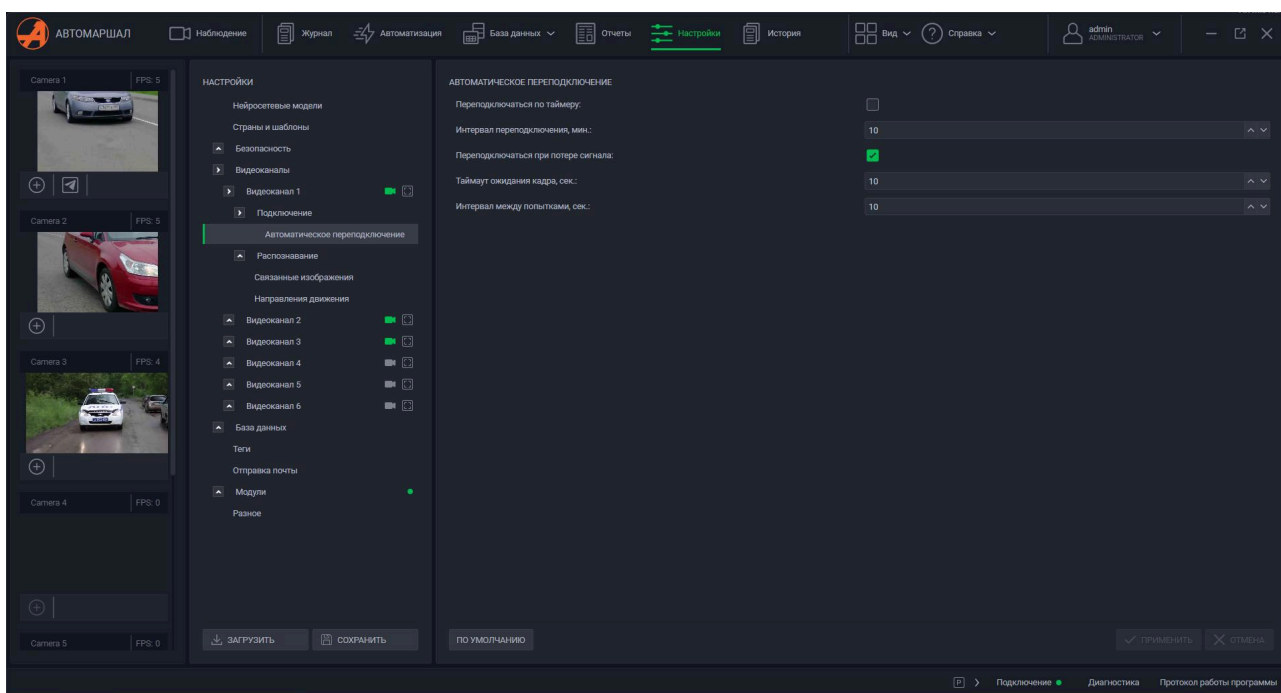 АВТОМАРШАЛ
Наблюдение
Журнал
Автоматизация
База данных
Отчеты
Настройки
История
Вид
Справка
admin
ADMINISTRATOR
Camera 1 FPS: 5
Camera 2 FPS: 5
Camera 3 FPS: 4
Camera 4 FPS: 0
Camera 5 FPS: 0
НАСТРОЙКИ
Нейросетевые модели
Страны и шаблоны
Безопасность
Видеоканалы
Видеоканал 1
Подключение
Автоматическое переподключение
Распознавание
Связанные изображения
Направления движения
Видеоканал 2
Видеоканал 3
Видеоканал 4
Видеоканал 5
Видеоканал 6
База данных
Теги
Отправка почты
Модули
Разное
ЗАГРУЗИТЬ
СОХРАНИТЬ
АВТОМАТИЧЕСКОЕ ПЕРЕПОДКЛЮЧЕНИЕ
Переподключаться по таймеру:
Интервал переподключения, мин.: 10
Переподключаться при потере сигнала:
Таймаут ожидания кадра, сек.: 10
Интервал между попытками, сек.: 10
ПО УМОЛЧАНИЮ
ПРИМЕНИТЬ
ОТМЕНА
P
Подключение
Диагностика
Протокол работы программы